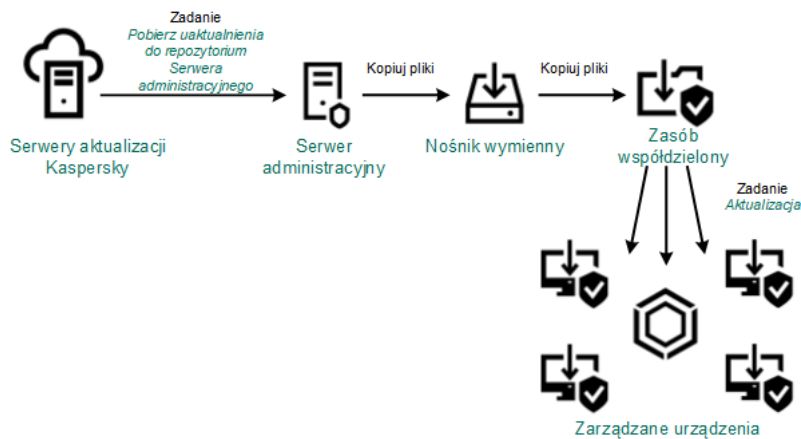 Zadanie
Pobierz uaktualnienia
do repozytorium
Serwera
administracyjnego
Kopiuj pliki
Kopiuj pliki
Serwery aktualizacji
Kaspersky
Serwer
administracyjny
Nośnik wymienny
Zasób
współdzielony
Zadanie
Aktualizacja
Zarządzane urządzenia